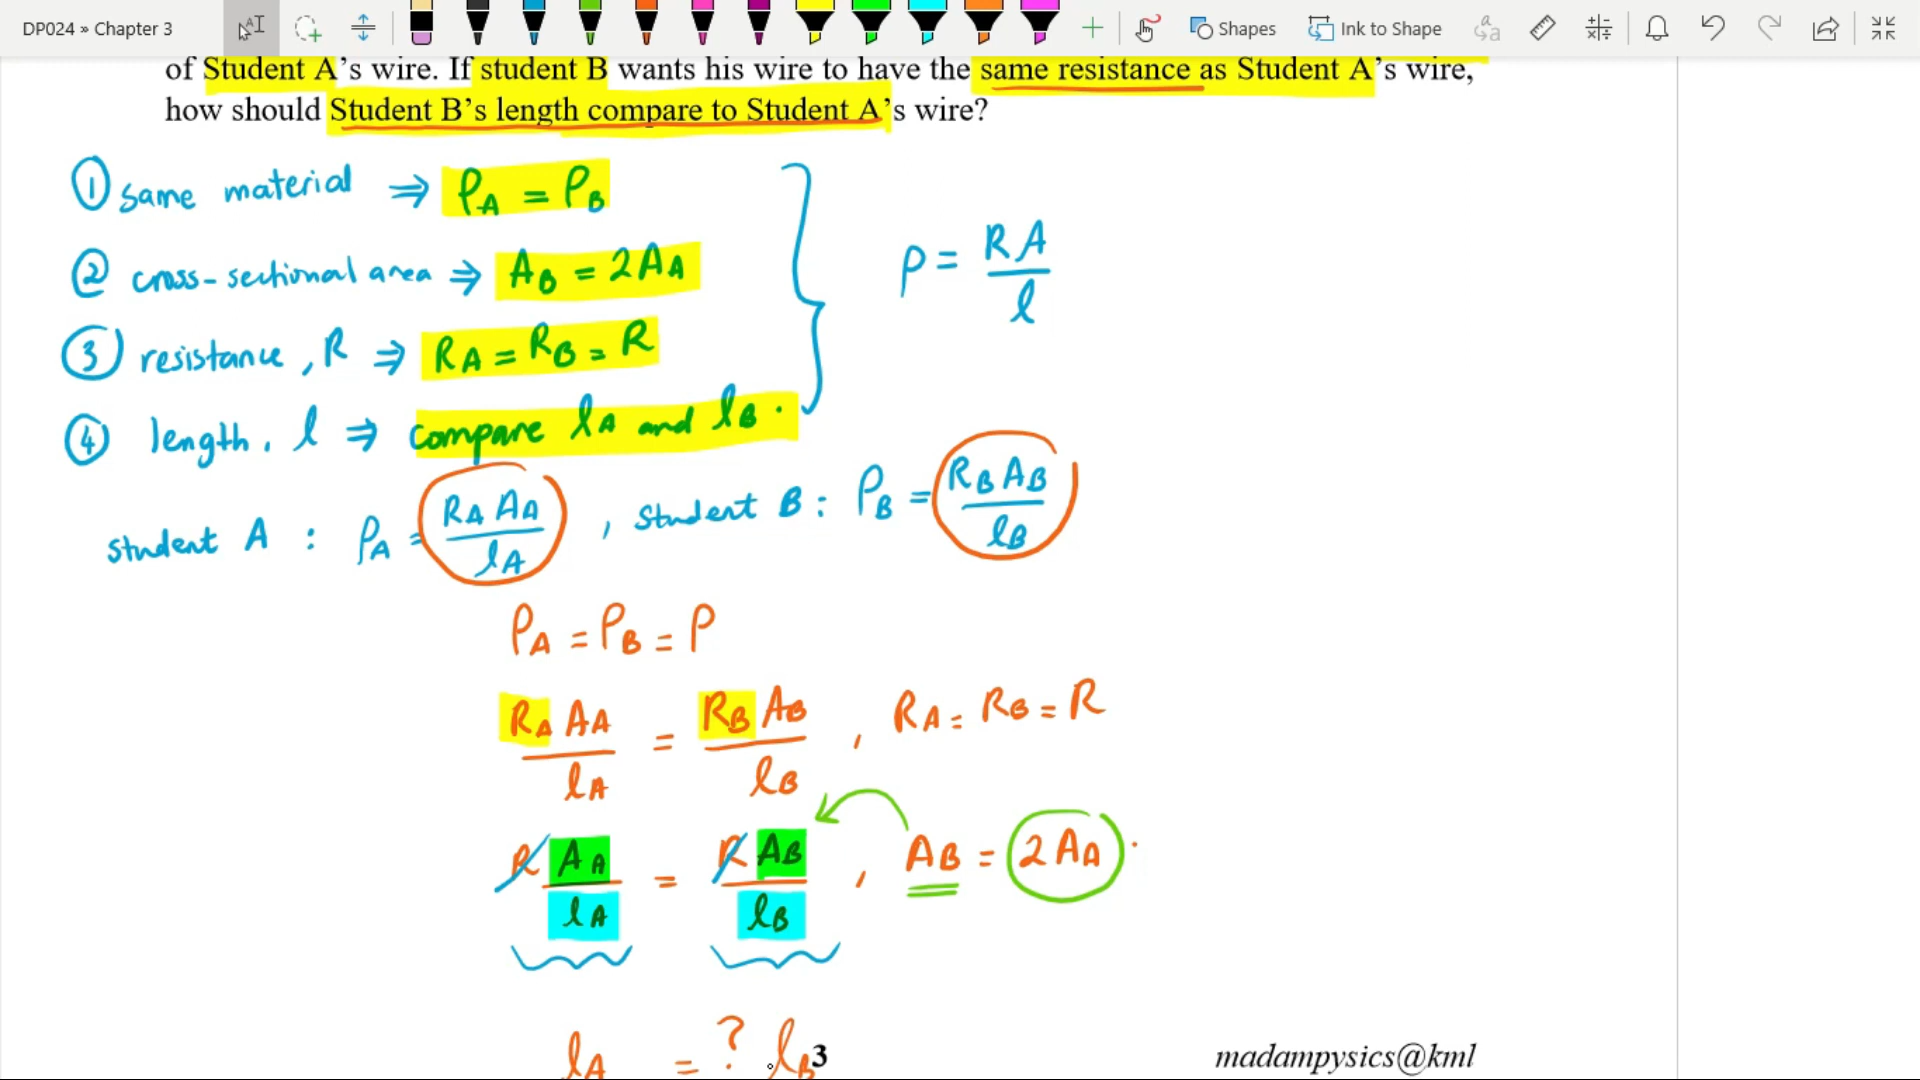 DP024 » Chapter 3
Shapes
Ink to Shape
of Student A's wire. If student B wants his wire to have the same resistance as Student A's wire,
how should Student B's length compare to Student A's wire?
① same material ⇒ ρA = ρB
② cross-sectional area ⇒ AB = 2AA
③ resistance, R ⇒ RA = RB = R
④ length, l ⇒ compare lA and lB.
ρ = RA / l
student A : ρA = RA AA / lA , student B : ρB = RB AB / lB
ρA = ρB = ρ
RA AA / lA = RB AB / lB , RA = RB = R
R AA / lA = R AB / lB , AB = 2AA.
lA = ? lB
3
madampysics@kml